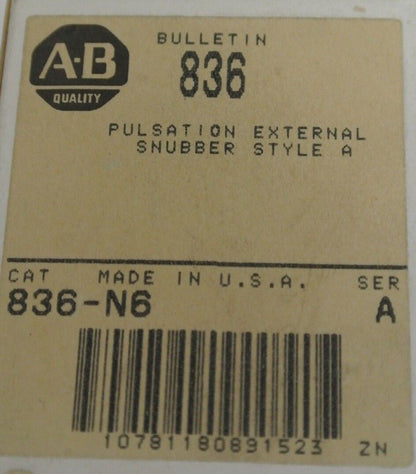 A-B
QUALITY
BULLETIN
836
PULSATION EXTERNAL
SNUBBER STYLE A
CAT MADE IN U.S.A. SER
836-N6 A
10781180891523 ZN